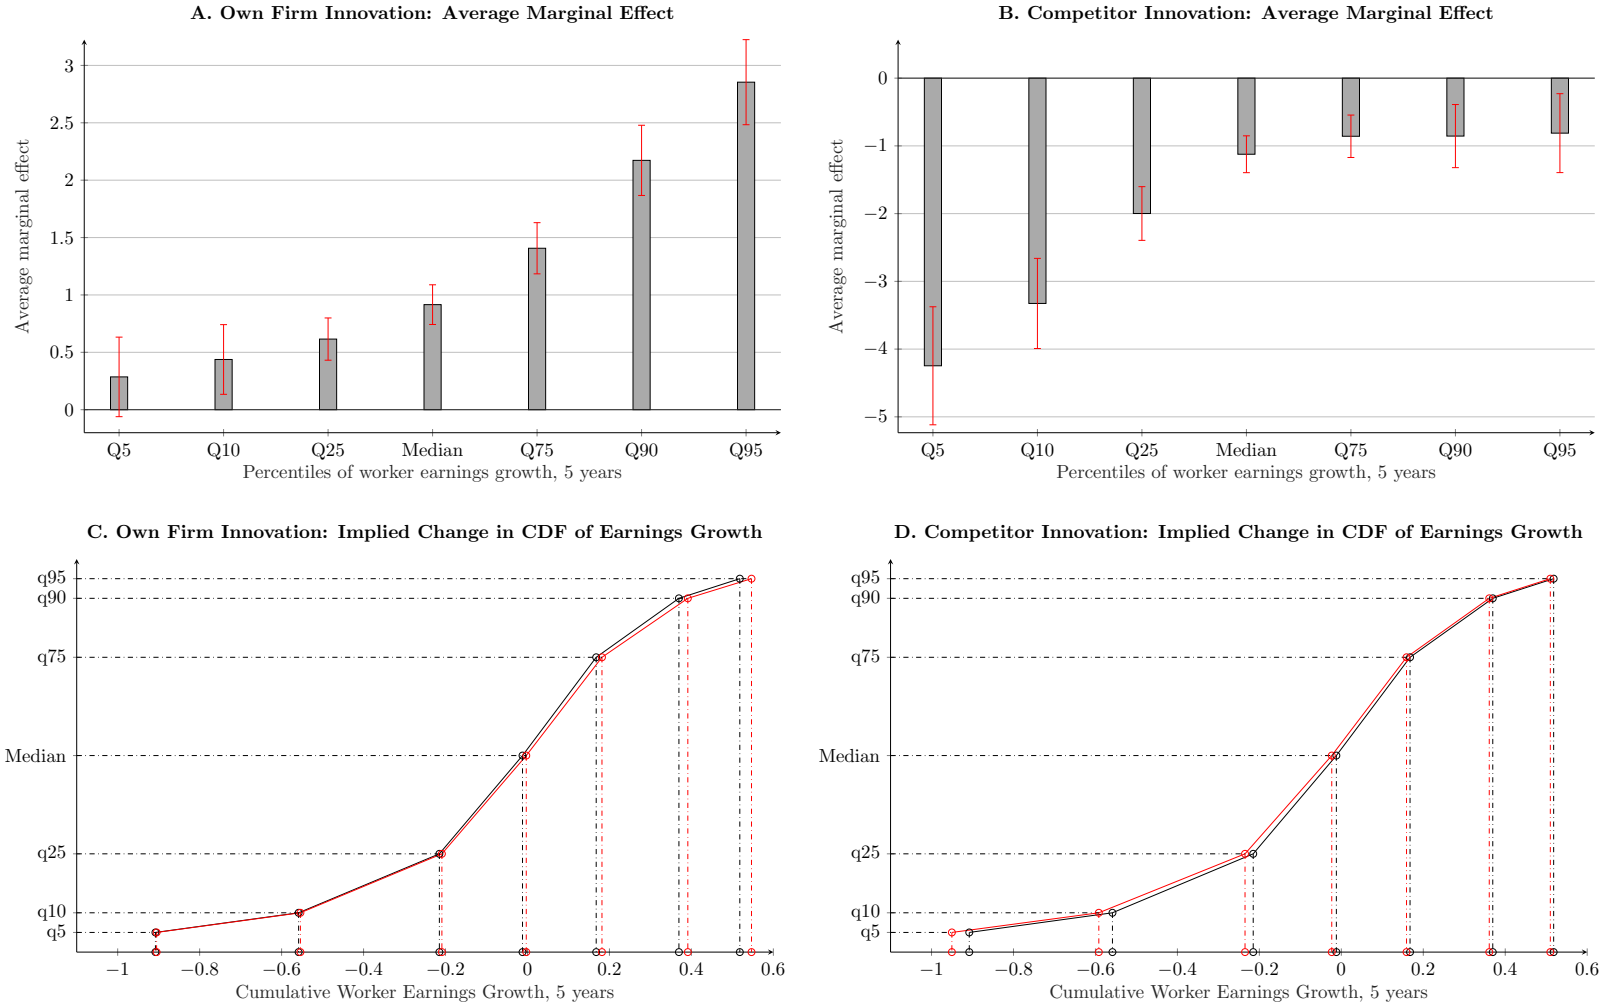 A. Own Firm Innovation: Average Marginal Effect
3
2.5
2
1.5
1
0.5
0
Average marginal effect
Q5 Q10 Q25 Median Q75 Q90 Q95
Percentiles of worker earnings growth, 5 years
B. Competitor Innovation: Average Marginal Effect
0
−1
−2
−3
−4
−5
Average marginal effect
Q5 Q10 Q25 Median Q75 Q90 Q95
Percentiles of worker earnings growth, 5 years
C. Own Firm Innovation: Implied Change in CDF of Earnings Growth
q95
q90
q75
Median
q25
q10
q5
−1 −0.8 −0.6 −0.4 −0.2 0 0.2 0.4 0.6
Cumulative Worker Earnings Growth, 5 years
D. Competitor Innovation: Implied Change in CDF of Earnings Growth
q95
q90
q75
Median
q25
q10
q5
−1 −0.8 −0.6 −0.4 −0.2 0 0.2 0.4 0.6
Cumulative Worker Earnings Growth, 5 years